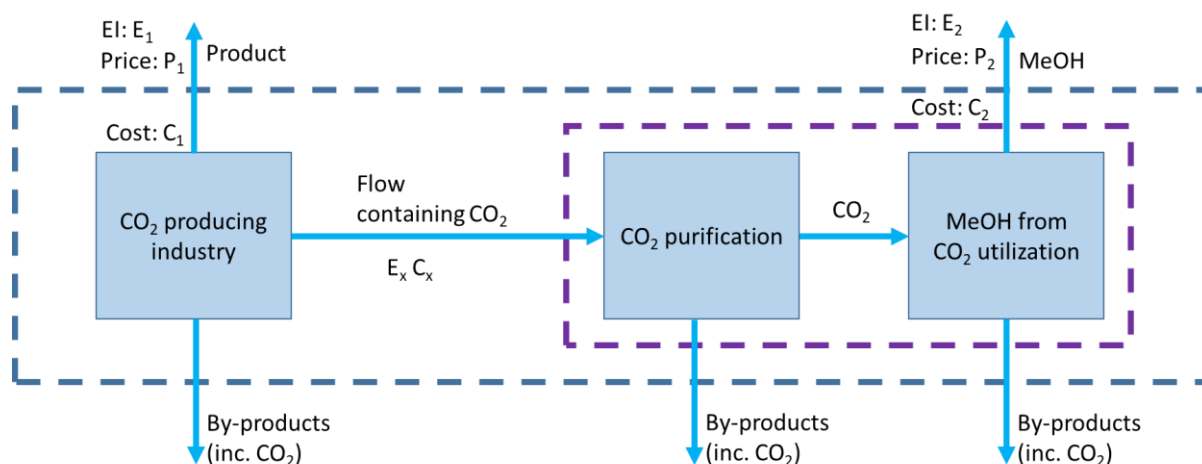 EI: E₁
Price: P₁
Product
Cost: C₁
EI: E₂
Price: P₂
MeOH
Cost: C₂
CO₂ producing
industry
Flow
containing CO₂
Eₓ Cₓ
CO₂ purification
CO₂
MeOH from
CO₂ utilization
By-products
(inc. CO₂)
By-products
(inc. CO₂)
By-products
(inc. CO₂)